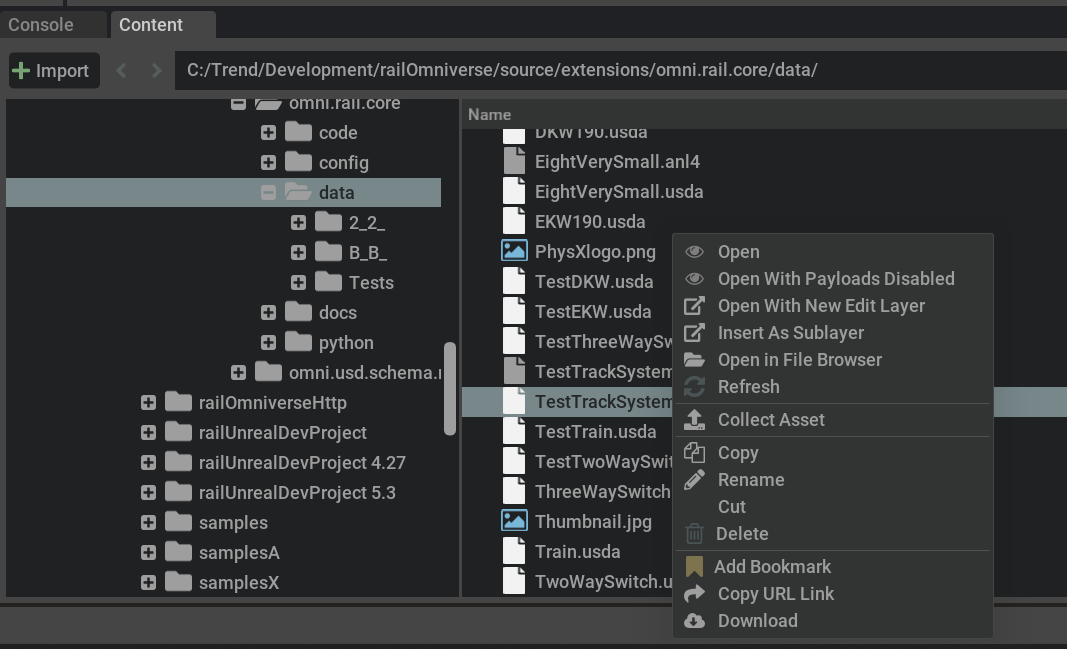 Console
Content
Import
C:/Trend/Development/railOmniverse/source/extensions/omni.rail.core/data/
omni.rail.core
code
config
data
2_2_
B_B_
Tests
docs
python
omni.usd.schema.
railOmniverseHttp
railUnrealDevProject
railUnrealDevProject 4.27
railUnrealDevProject 5.3
samples
samplesA
samplesX
Name
DKW190.usda
EightVerySmall.anl4
EightVerySmall.usda
EKW190.usda
PhysXlogo.png
TestDKW.usda
TestEKW.usda
TestThreeWaySw
TestTrackSystem
TestTrackSystem
TestTrain.usda
TestTwoWaySwit
ThreeWaySwitch
Thumbnail.jpg
Train.usda
TwoWaySwitch.u
Open
Open With Payloads Disabled
Open With New Edit Layer
Insert As Sublayer
Open in File Browser
Refresh
Collect Asset
Copy
Rename
Cut
Delete
Add Bookmark
Copy URL Link
Download